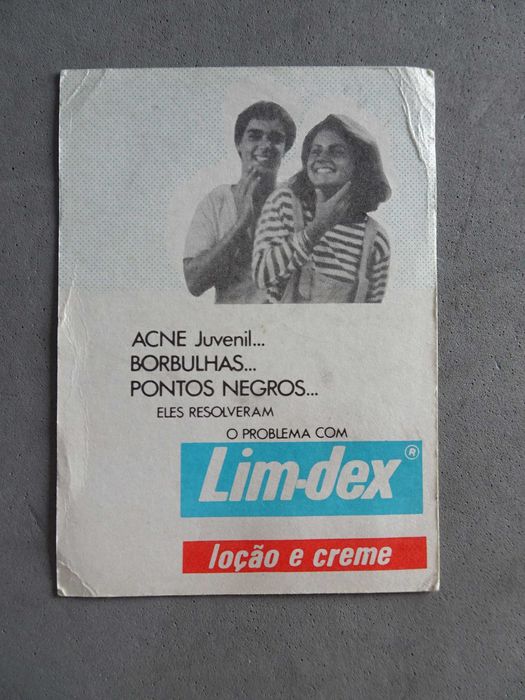 ACNE Juvenil...
BORBULHAS...
PONTOS NEGROS...
ELES RESOLVERAM
O PROBLEMA COM
Lim-dex®
loção e creme